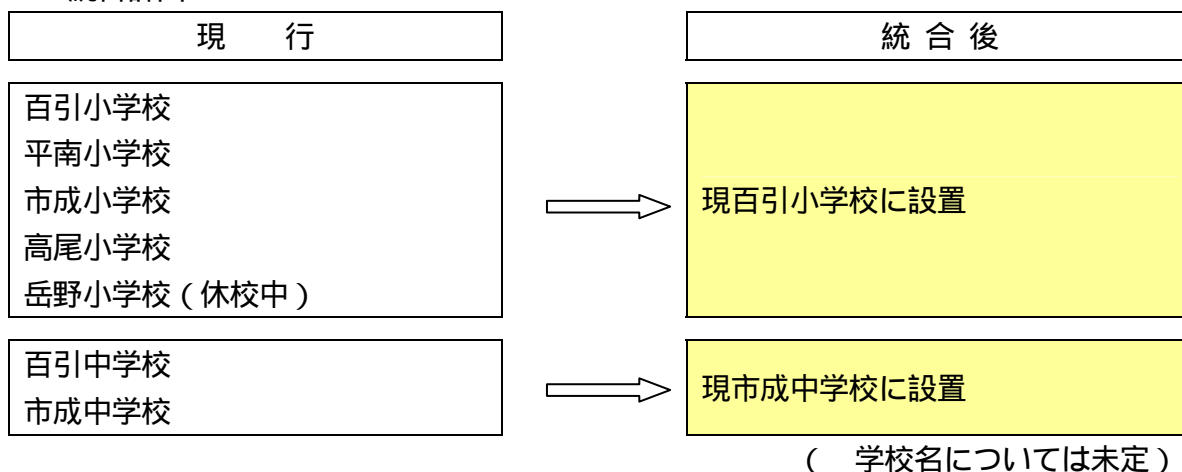 現　　行
統 合 後
百引小学校
平南小学校
市成小学校
高尾小学校
岳野小学校（休校中）
現百引小学校に設置
百引中学校
市成中学校
現市成中学校に設置
（　学校名については未定）